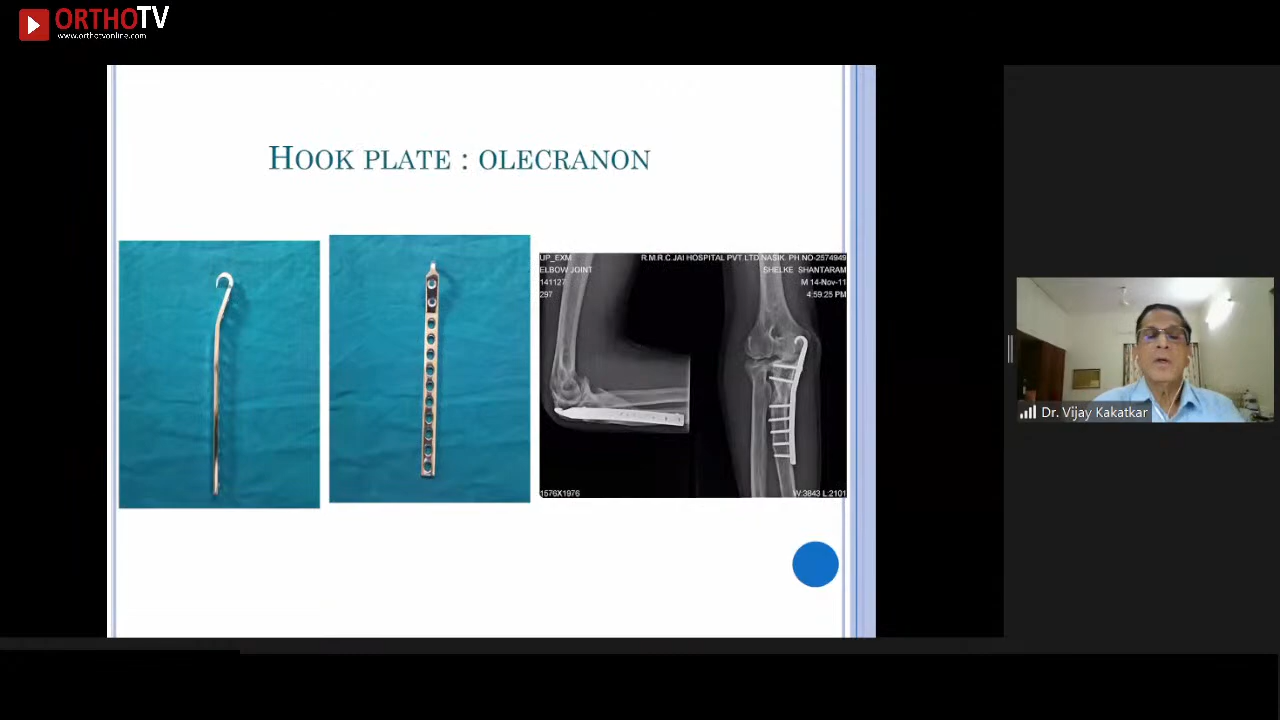 ORTHOTV
www.orthotvonline.com
HOOK PLATE : OLECRANON
UP_EXM
R.M.R.C.JAI HOSPITAL PVT.LTD.NASIK PH NO-2574949
ELBOW JOINT
SHELKE SHANTARAM
141127
M 14-Nov-11
297
4:59:25 PM
1576X1976
W:3843 L:2101
Dr. Vijay Kakatkar